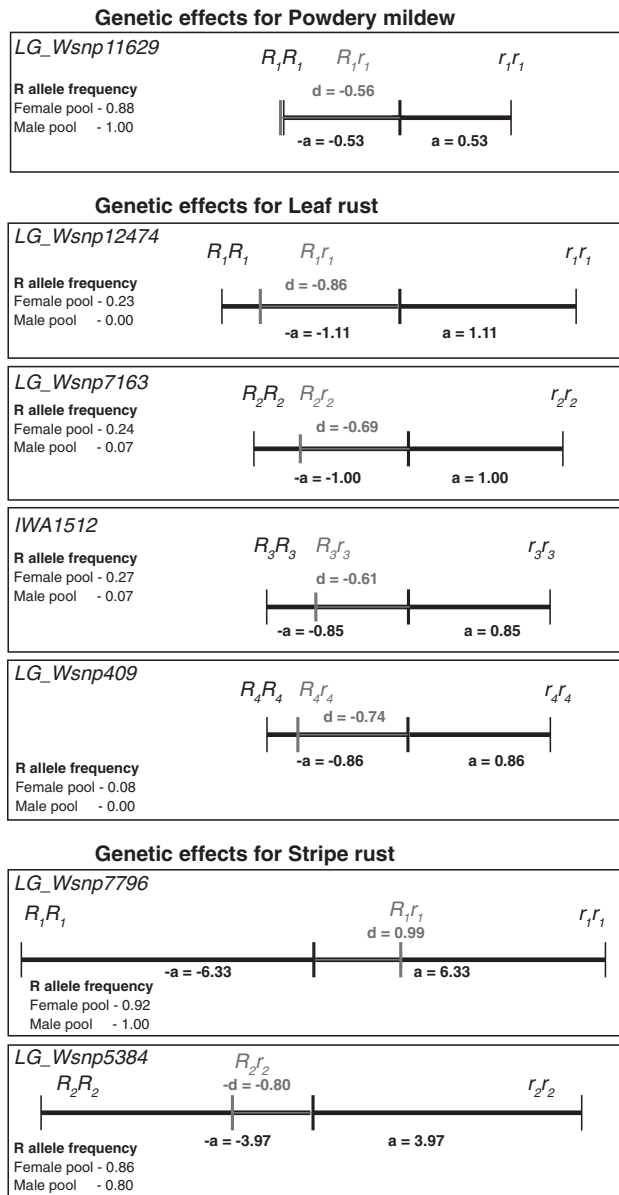 Genetic effects for Powdery mildew
LG_Wsnp11629
R₁R₁ R₁r₁ r₁r₁
R allele frequency
d = -0.56
Female pool - 0.88
Male pool - 1.00
-a = -0.53 a = 0.53
Genetic effects for Leaf rust
LG_Wsnp12474
R₁R₁ R₁r₁ r₁r₁
R allele frequency
d = -0.86
Female pool - 0.23
Male pool - 0.00
-a = -1.11 a = 1.11
LG_Wsnp7163
R₂R₂ R₂r₂ r₂r₂
R allele frequency
Female pool - 0.24
d = -0.69
Male pool - 0.07
-a = -1.00 a = 1.00
IWA1512
R₃R₃ R₃r₃ r₃r₃
R allele frequency
Female pool - 0.27
d = -0.61
Male pool - 0.07
-a = -0.85 a = 0.85
LG_Wsnp409
R₄R₄ R₄r₄ r₄r₄
d = -0.74
-a = -0.86 a = 0.86
R allele frequency
Female pool - 0.08
Male pool - 0.00
Genetic effects for Stripe rust
LG_Wsnp7796
R₁R₁ R₁r₁ r₁r₁
d = 0.99
-a = -6.33 a = 6.33
R allele frequency
Female pool - 0.92
Male pool - 1.00
LG_Wsnp5384
R₂r₂
R₂R₂ -d = -0.80 r₂r₂
-a = -3.97 a = 3.97
R allele frequency
Female pool - 0.86
Male pool - 0.80